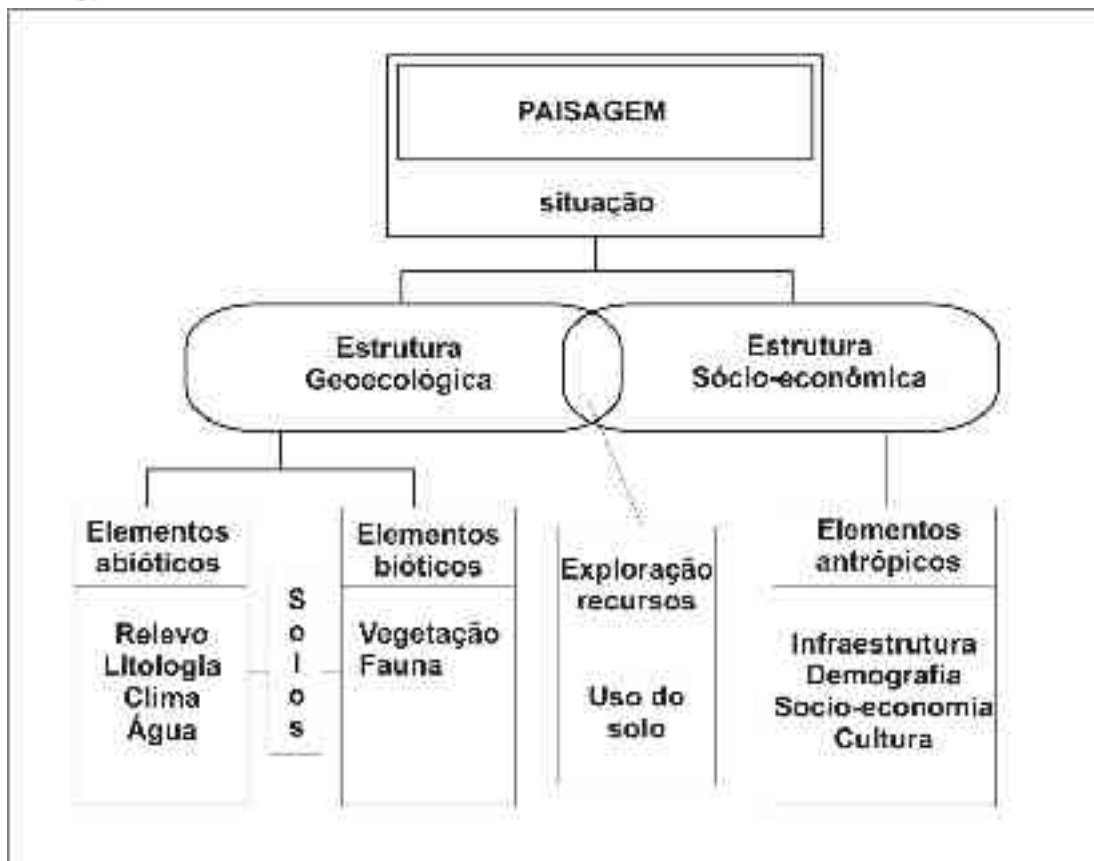 PAISAGEM
situação
Estrutura
Geoecológica
Estrutura
Sócio-econômica
Elementos
abióticos
Relevo
Litologia
Clima
Água
Solos
Elementos
bióticos
Vegetação
Fauna
Exploração
recursos
Uso do
solo
Elementos
antrópicos
Infraestrutura
Demografia
Socio-economia
Cultura